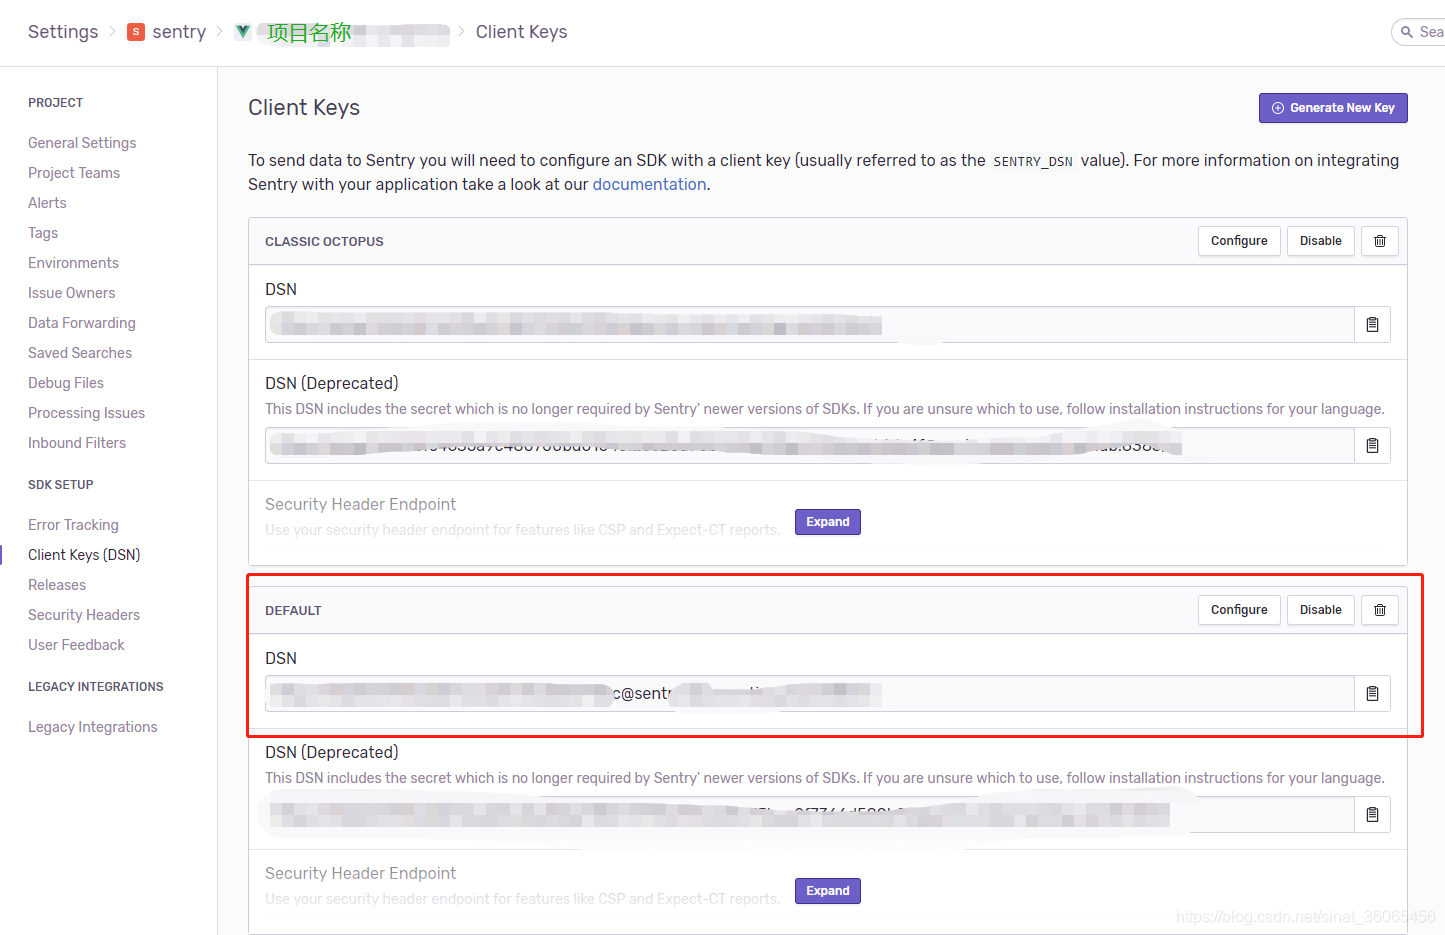 Settings > S sentry > 项目名称 > Client Keys
Sea
PROJECT
General Settings
Project Teams
Alerts
Tags
Environments
Issue Owners
Data Forwarding
Saved Searches
Debug Files
Processing Issues
Inbound Filters
SDK SETUP
Error Tracking
Client Keys (DSN)
Releases
Security Headers
User Feedback
LEGACY INTEGRATIONS
Legacy Integrations
Client Keys
Generate New Key
To send data to Sentry you will need to configure an SDK with a client key (usually referred to as the SENTRY_DSN value). For more information on integrating
Sentry with your application take a look at our documentation.
CLASSIC OCTOPUS
Configure
Disable
DSN
DSN (Deprecated)
This DSN includes the secret which is no longer required by Sentry' newer versions of SDKs. If you are unsure which to use, follow installation instructions for your language.
Security Header Endpoint
Use your security header endpoint for features like CSP and Expect-CT reports.
Expand
DEFAULT
Configure
Disable
DSN
c@sentr
DSN (Deprecated)
This DSN includes the secret which is no longer required by Sentry' newer versions of SDKs. If you are unsure which to use, follow installation instructions for your language.
Security Header Endpoint
Use your security header endpoint for features like CSP and Expect-CT reports.
Expand
https://blog.csdn.net/sinat_36065456